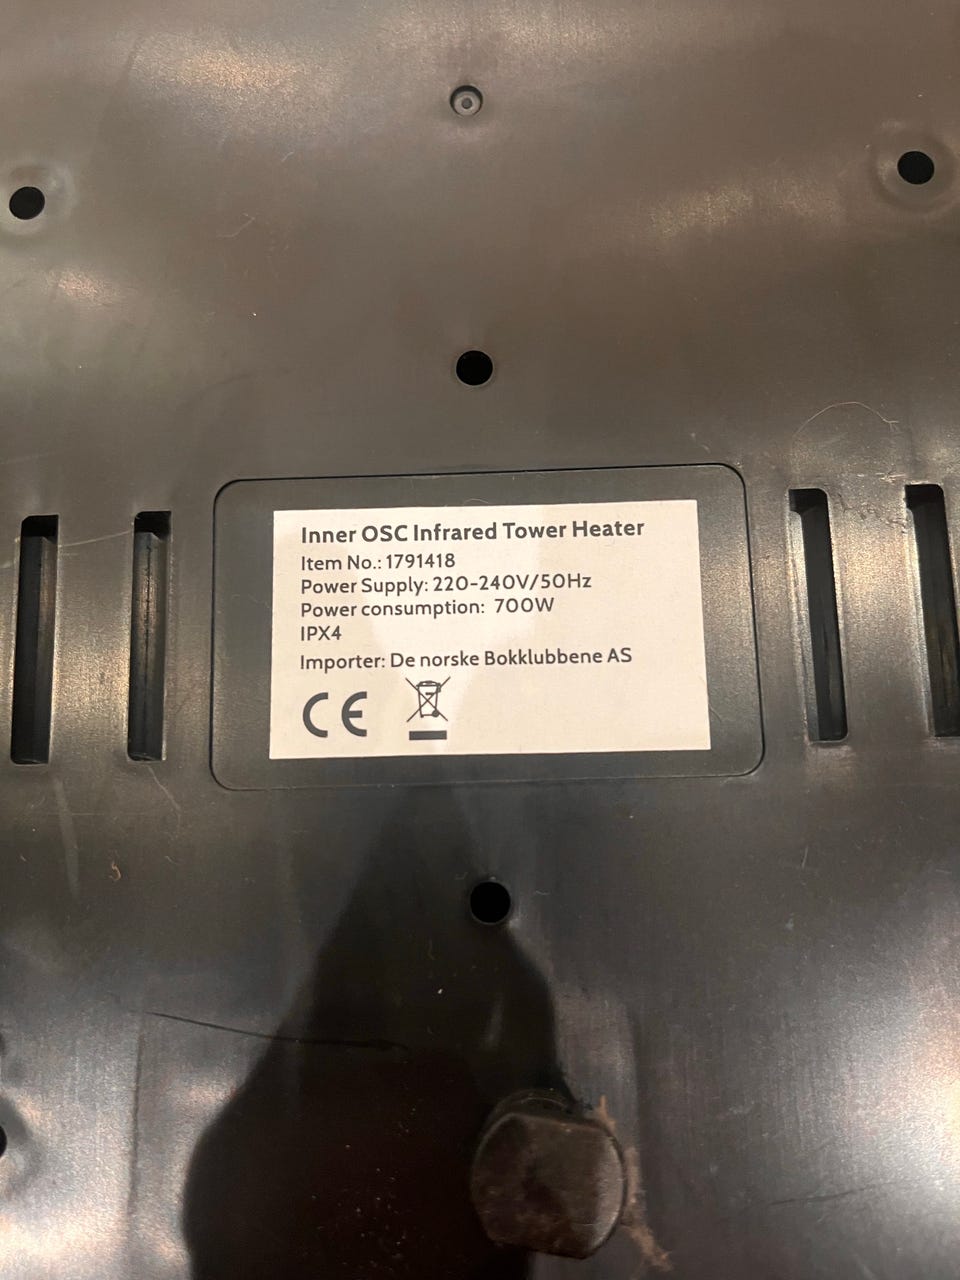 Inner OSC Infrared Tower Heater
Item No.: 1791418
Power Supply: 220-240V/50Hz
Power consumption: 700W
IPX4
Importer: De norske Bokklubbene AS
CE